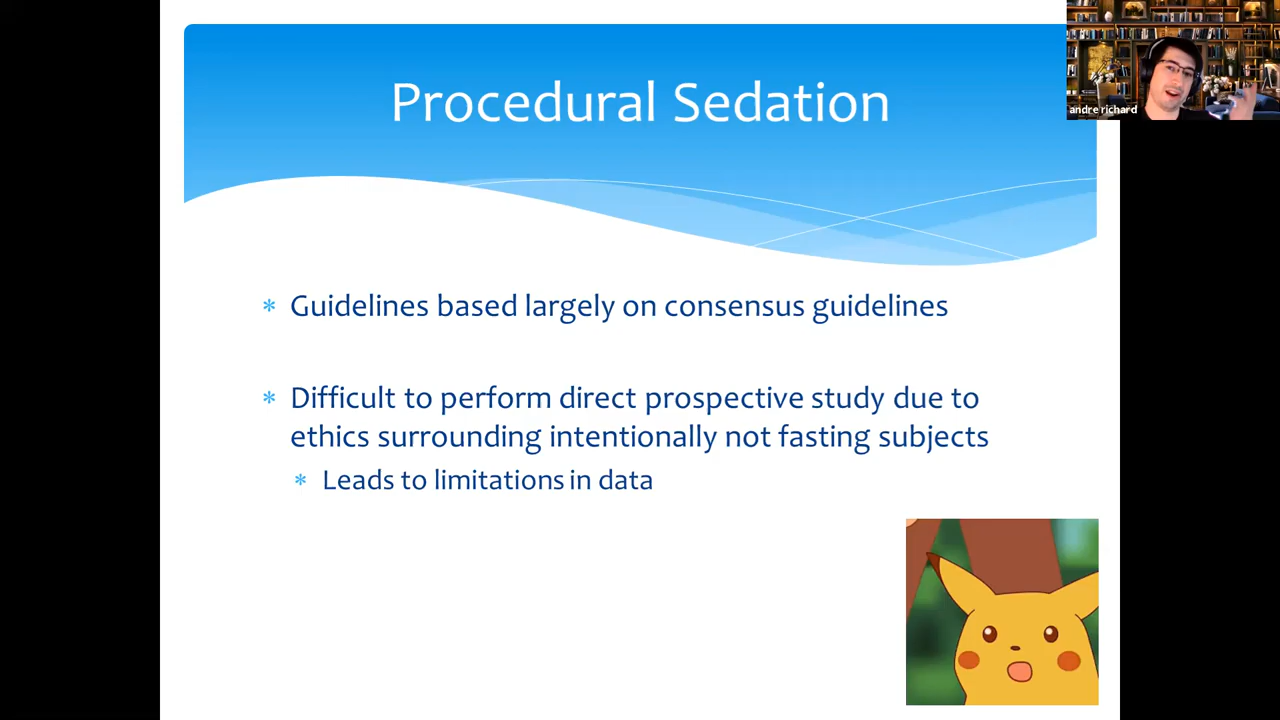 Procedural Sedation
andre richard
* Guidelines based largely on consensus guidelines
* Difficult to perform direct prospective study due to
ethics surrounding intentionally not fasting subjects
* Leads to limitations in data